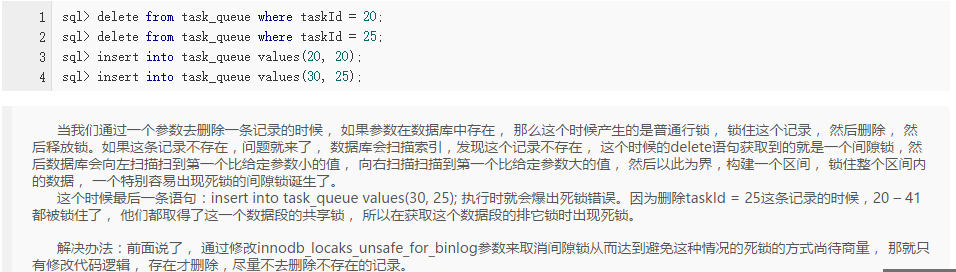 1 sql> delete from task_queue where taskId = 20;
2 sql> delete from task_queue where taskId = 25;
3 sql> insert into task_queue values(20, 20);
4 sql> insert into task_queue values(30, 25);
当我们通过一个参数去删除一条记录的时候，如果参数在数据库中存在，那么这个时候产生的是普通行锁，锁住这个记录，然后删除，然
后释放锁。如果这条记录不存在，问题就来了，数据库会扫描索引，发现这个记录不存在，这个时候的delete语句获取到的就是一个间隙锁，然
后数据库会向左扫描扫到第一个比给定参数小的值，向右扫描扫描到第一个比给定参数大的值，然后以此为界，构建一个区间，锁住整个区间内
的数据，一个特别容易出现死锁的间隙锁诞生了。
这个时候最后一条语句：insert into task_queue values(30, 25); 执行时就会爆出死锁错误。因为删除taskId = 25这条记录的时候，20 – 41
都被锁住了，他们都取得了这一个数据段的共享锁，所以在获取这个数据段的排它锁时出现死锁。
解决办法：前面说了，通过修改innodb_locaks_unsafe_for_binlog参数来取消间隙锁从而达到避免这种情况的死锁的方式尚待商量，那就只
有修改代码逻辑，存在才删除，尽量不去删除不存在的记录。